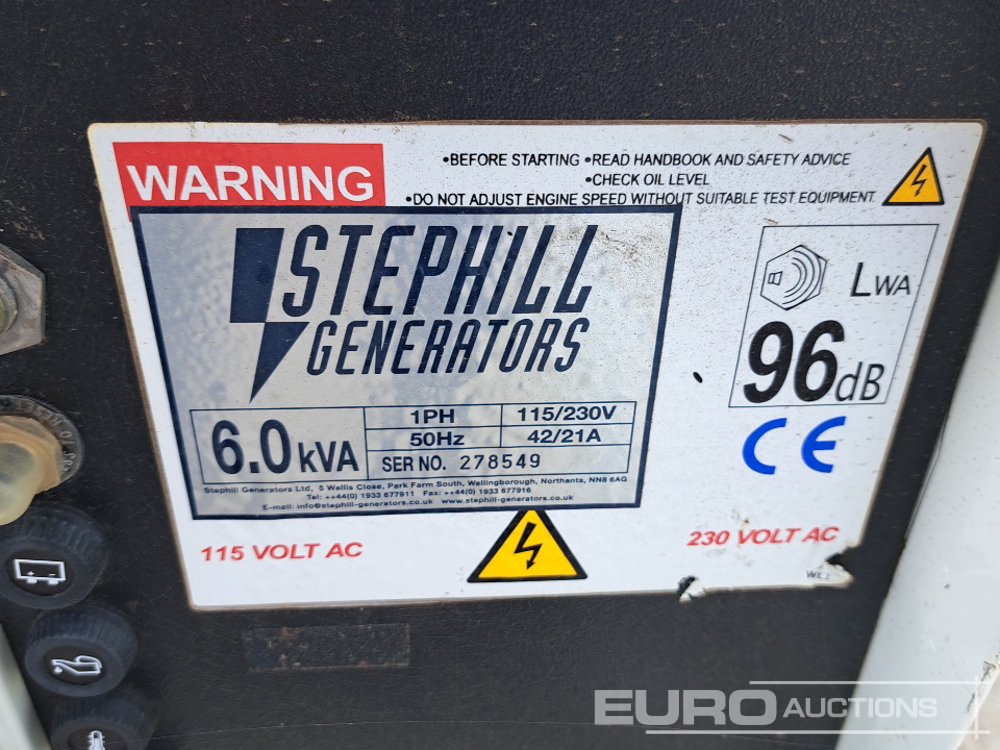 WARNING
•BEFORE STARTING •READ HANDBOOK AND SAFETY ADVICE
•CHECK OIL LEVEL
•DO NOT ADJUST ENGINE SPEED WITHOUT SUITABLE TEST EQUIPMENT.
STEPHILL
GENERATORS
6.0kVA
1PH 115/230V
50Hz 42/21A
SER NO. 278549
Stephill Generators Ltd, 5 Wallis Close, Park Farm South, Wellingborough, Northants, NN8 6AG
Tel: ++44(0) 1933 677911 Fax: ++44(0) 1933 677916
E-mail: info@stephill-generators.co.uk www.stephill-generators.co.uk
LWA
96dB
CE
115 VOLT AC
230 VOLT AC
EURO AUCTIONS